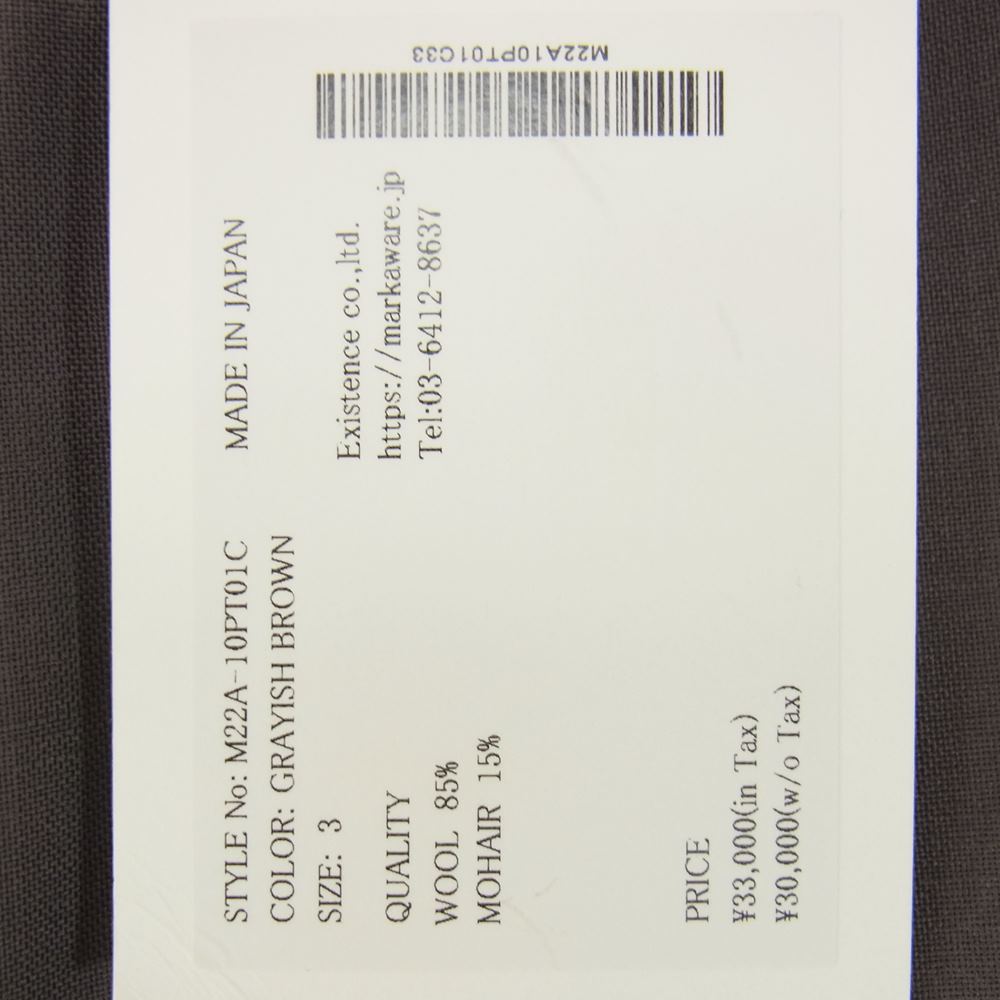 STYLE No: M22A-10PT01C
COLOR: GRAYISH BROWN
SIZE: 3
MADE IN JAPAN
Existence co.,ltd.
https://markaware.jp
Tel:03-6412-8637
QUALITY
WOOL 85%
MOHAIR 15%
PRICE
¥33,000(in Tax)
¥30,000(w/o Tax)
M22A10PT01C33